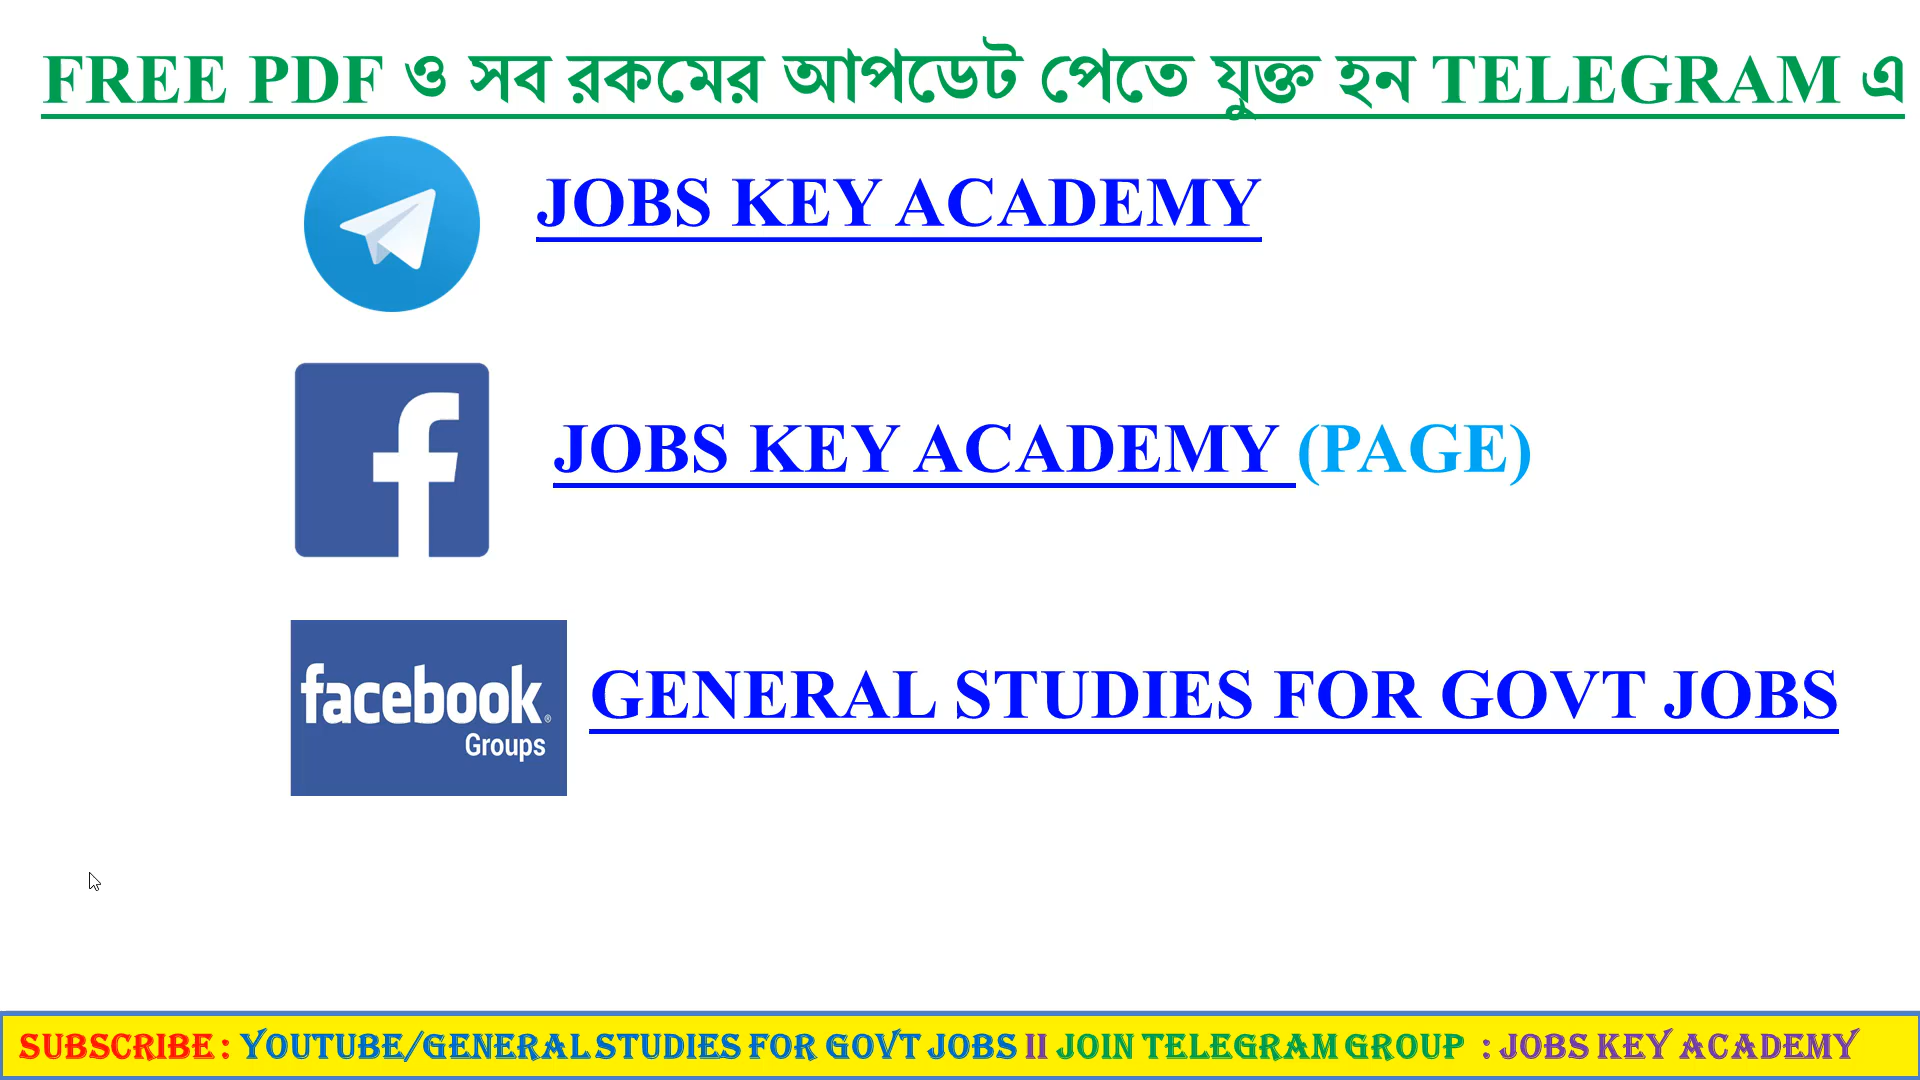 FREE PDF ও সব রকমের আপডেট পেতে যুক্ত হন TELEGRAM এ
JOBS KEY ACADEMY
JOBS KEY ACADEMY (PAGE)
facebook®
Groups
GENERAL STUDIES FOR GOVT JOBS
SUBSCRIBE : YOUTUBE/GENERAL STUDIES FOR GOVT JOBS II JOIN TELEGRAM GROUP : JOBS KEY ACADEMY